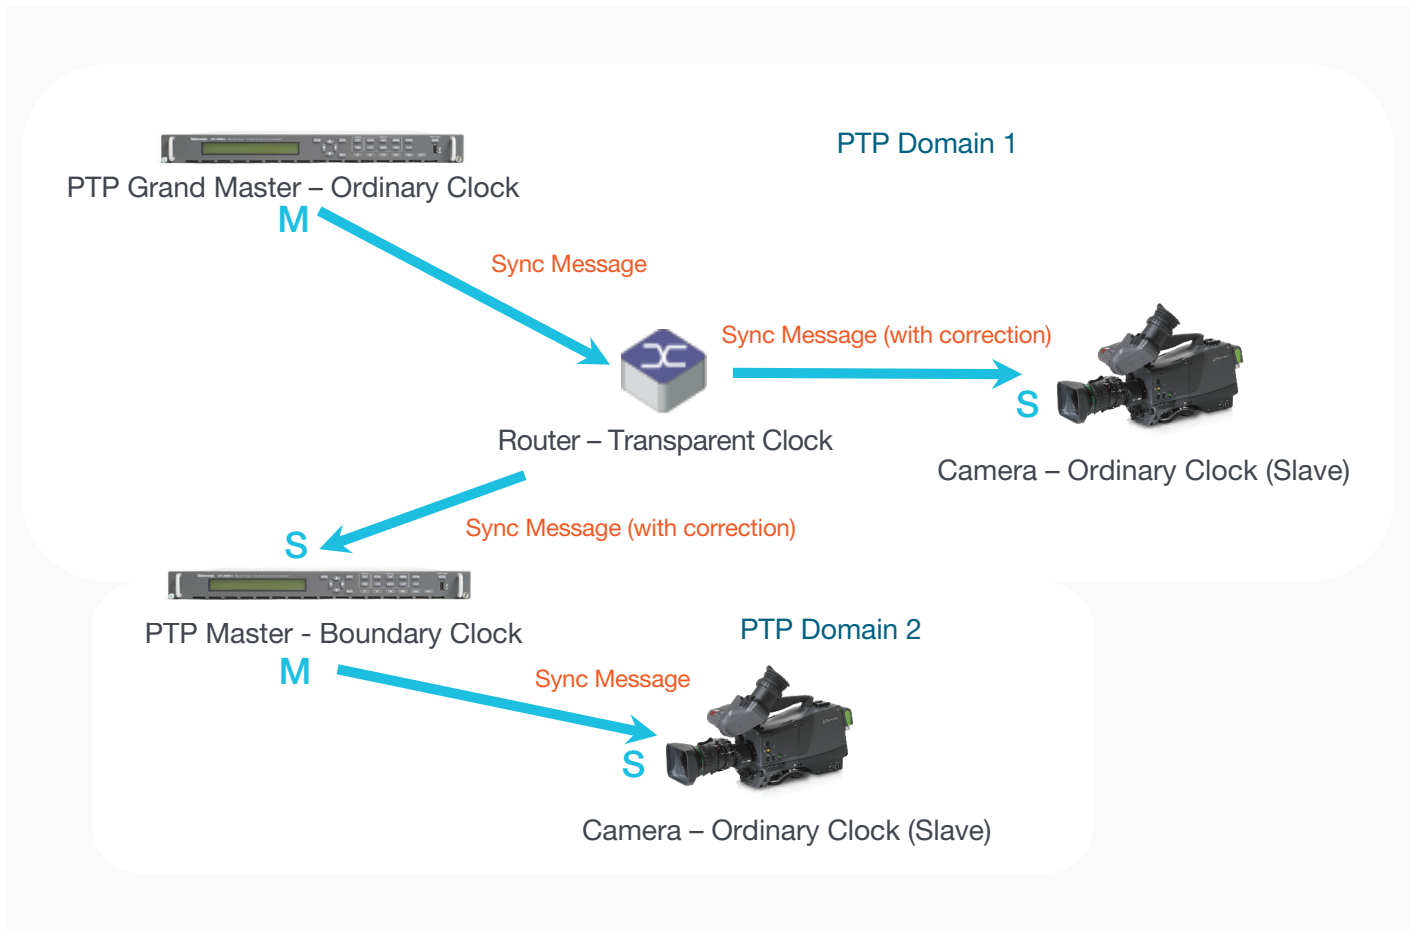 PTP Domain 1
PTP Grand Master – Ordinary Clock
M
Sync Message
Sync Message (with correction)
S
Router – Transparent Clock
Camera – Ordinary Clock (Slave)
Sync Message (with correction)
S
PTP Master - Boundary Clock
PTP Domain 2
M
Sync Message
S
Camera – Ordinary Clock (Slave)